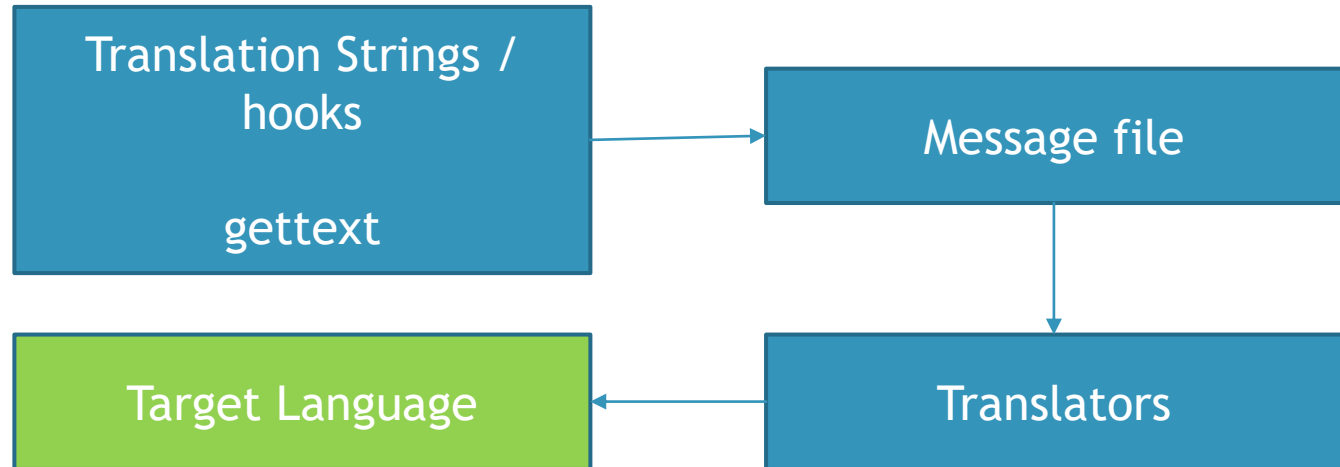 Translation Strings /
hooks
gettext
Message file
Target Language
Translators